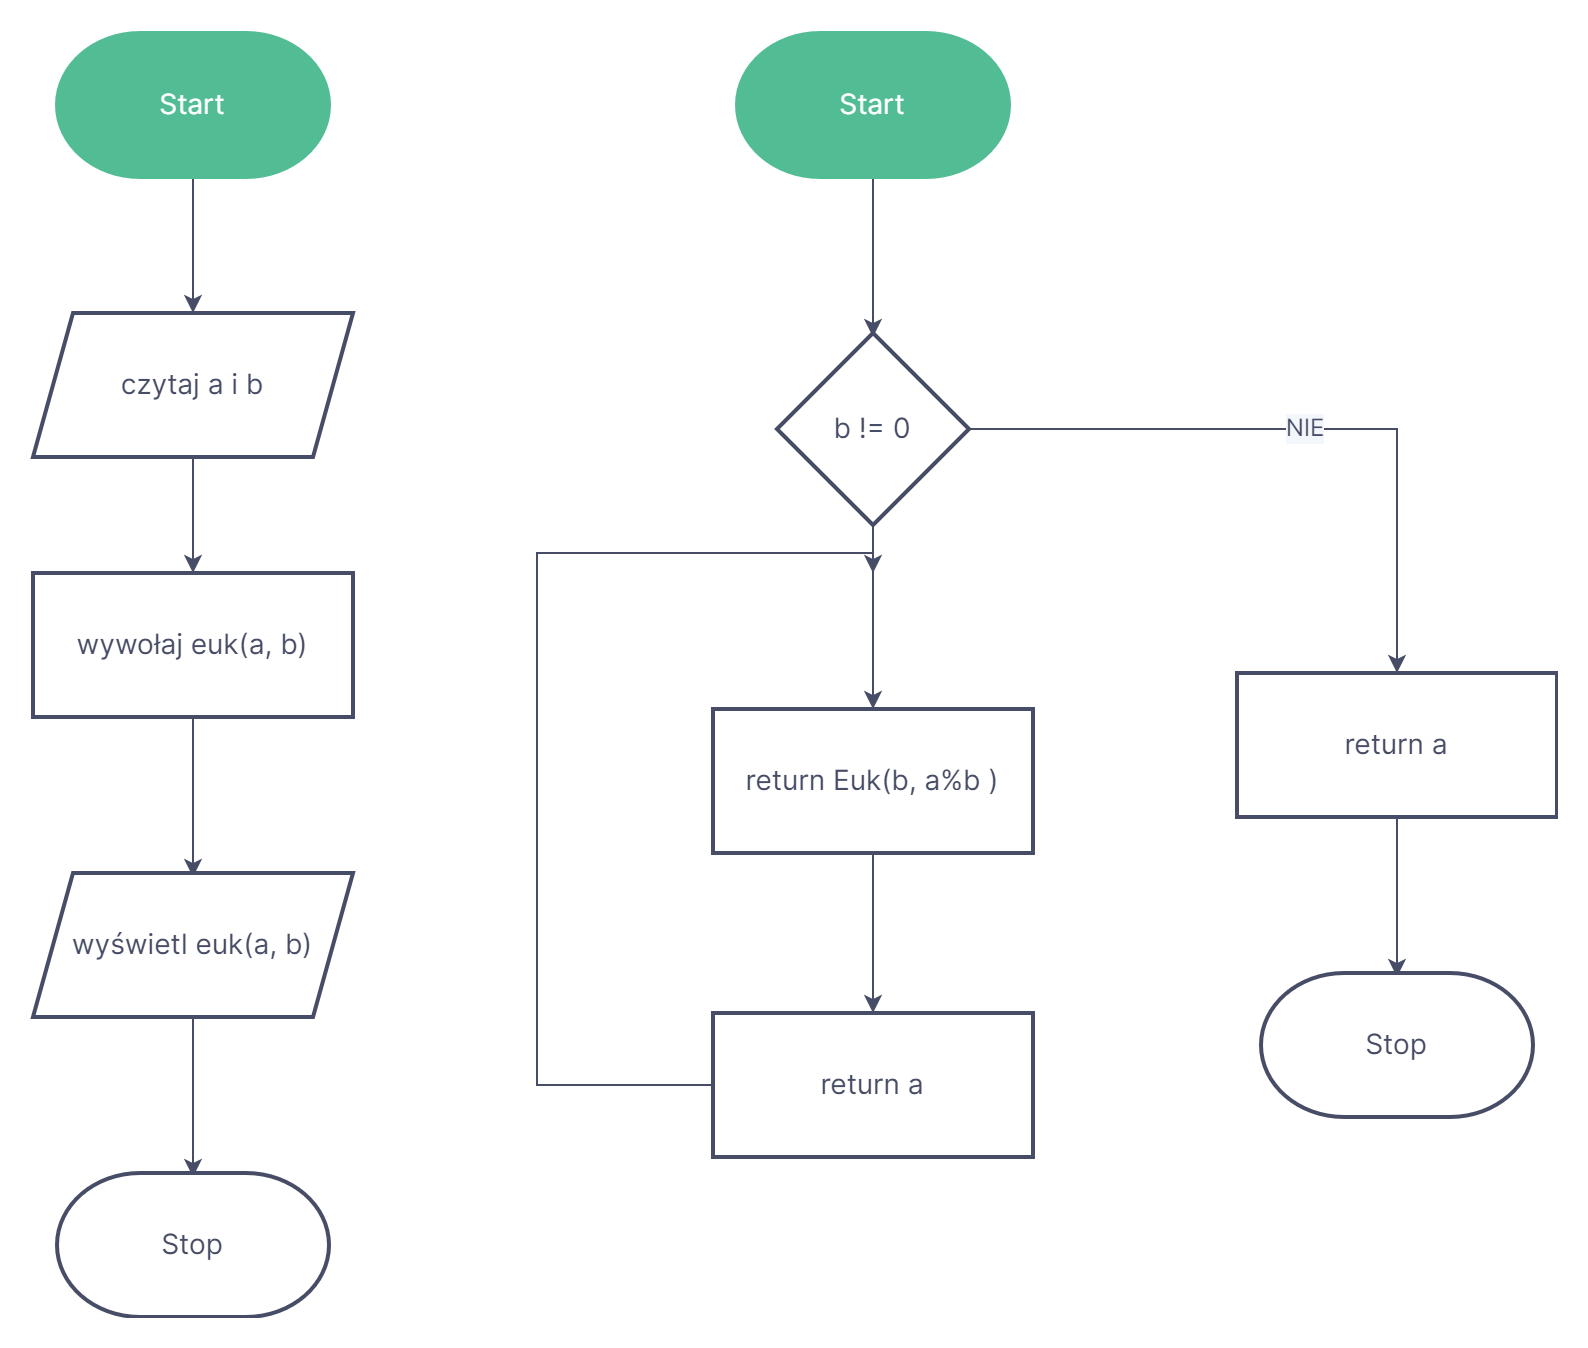 Start
czytaj a i b
wywołaj euk(a, b)
wyświetl euk(a, b)
Stop
Start
b != 0
NIE
return Euk(b, a%b )
return a
return a
Stop